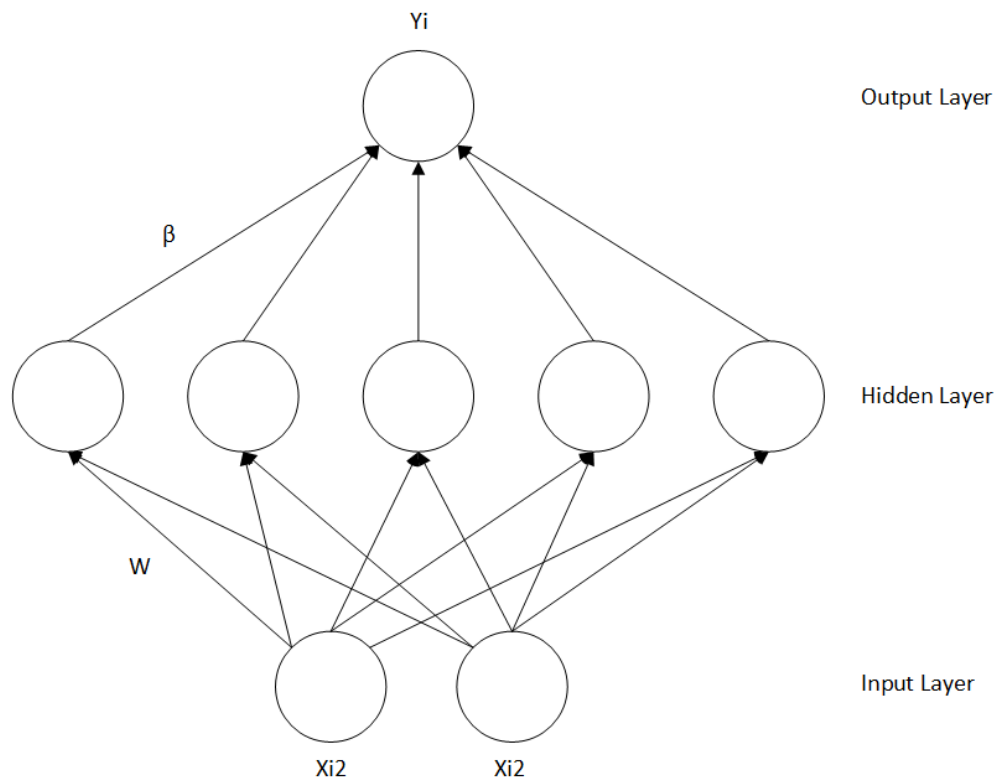 Yi
Output Layer
β
Hidden Layer
W
Input Layer
Xi2
Xi2